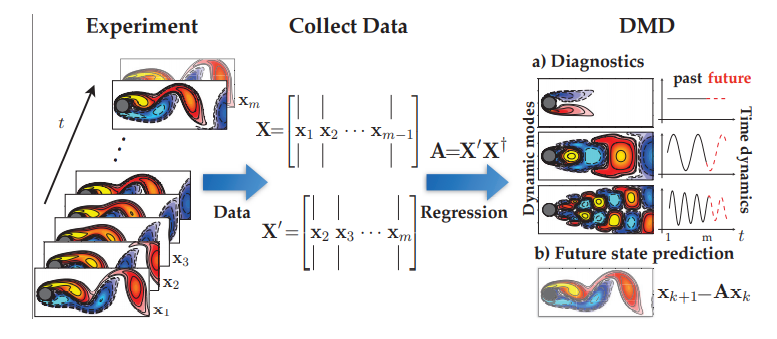 Experiment
Collect Data
DMD
t
x_m
x_3
x_2
x_1
Data
X=[x_1 x_2 ··· x_{m−1}]
X′=[x_2 x_3 ··· x_m]
A=X′X†
Regression
a) Diagnostics
past future
Dynamic modes
Time dynamics
1 m t
b) Future state prediction
x_{k+1}−Ax_k